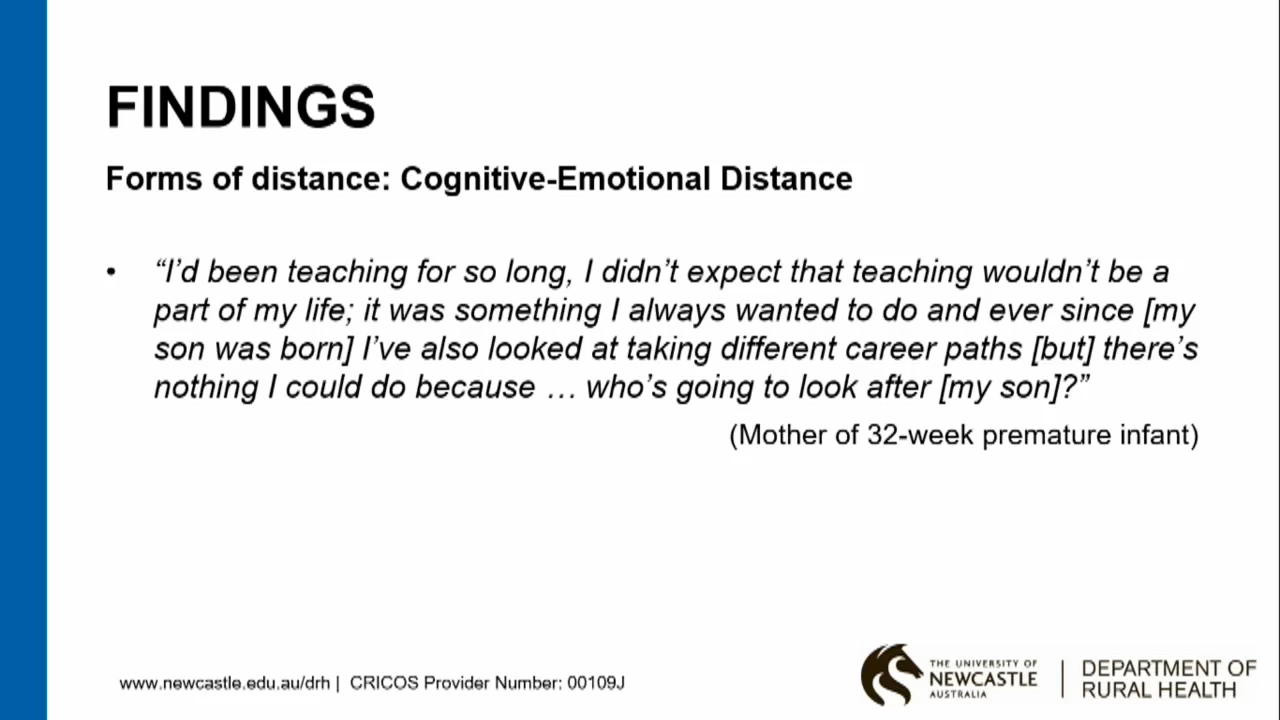 FINDINGS
Forms of distance: Cognitive-Emotional Distance
• “I’d been teaching for so long, I didn’t expect that teaching wouldn’t be a
part of my life; it was something I always wanted to do and ever since [my
son was born] I’ve also looked at taking different career paths [but] there’s
nothing I could do because … who’s going to look after [my son]?”
(Mother of 32-week premature infant)
www.newcastle.edu.au/drh | CRICOS Provider Number: 00109J
THE UNIVERSITY OF
NEWCASTLE
AUSTRALIA
DEPARTMENT OF
RURAL HEALTH